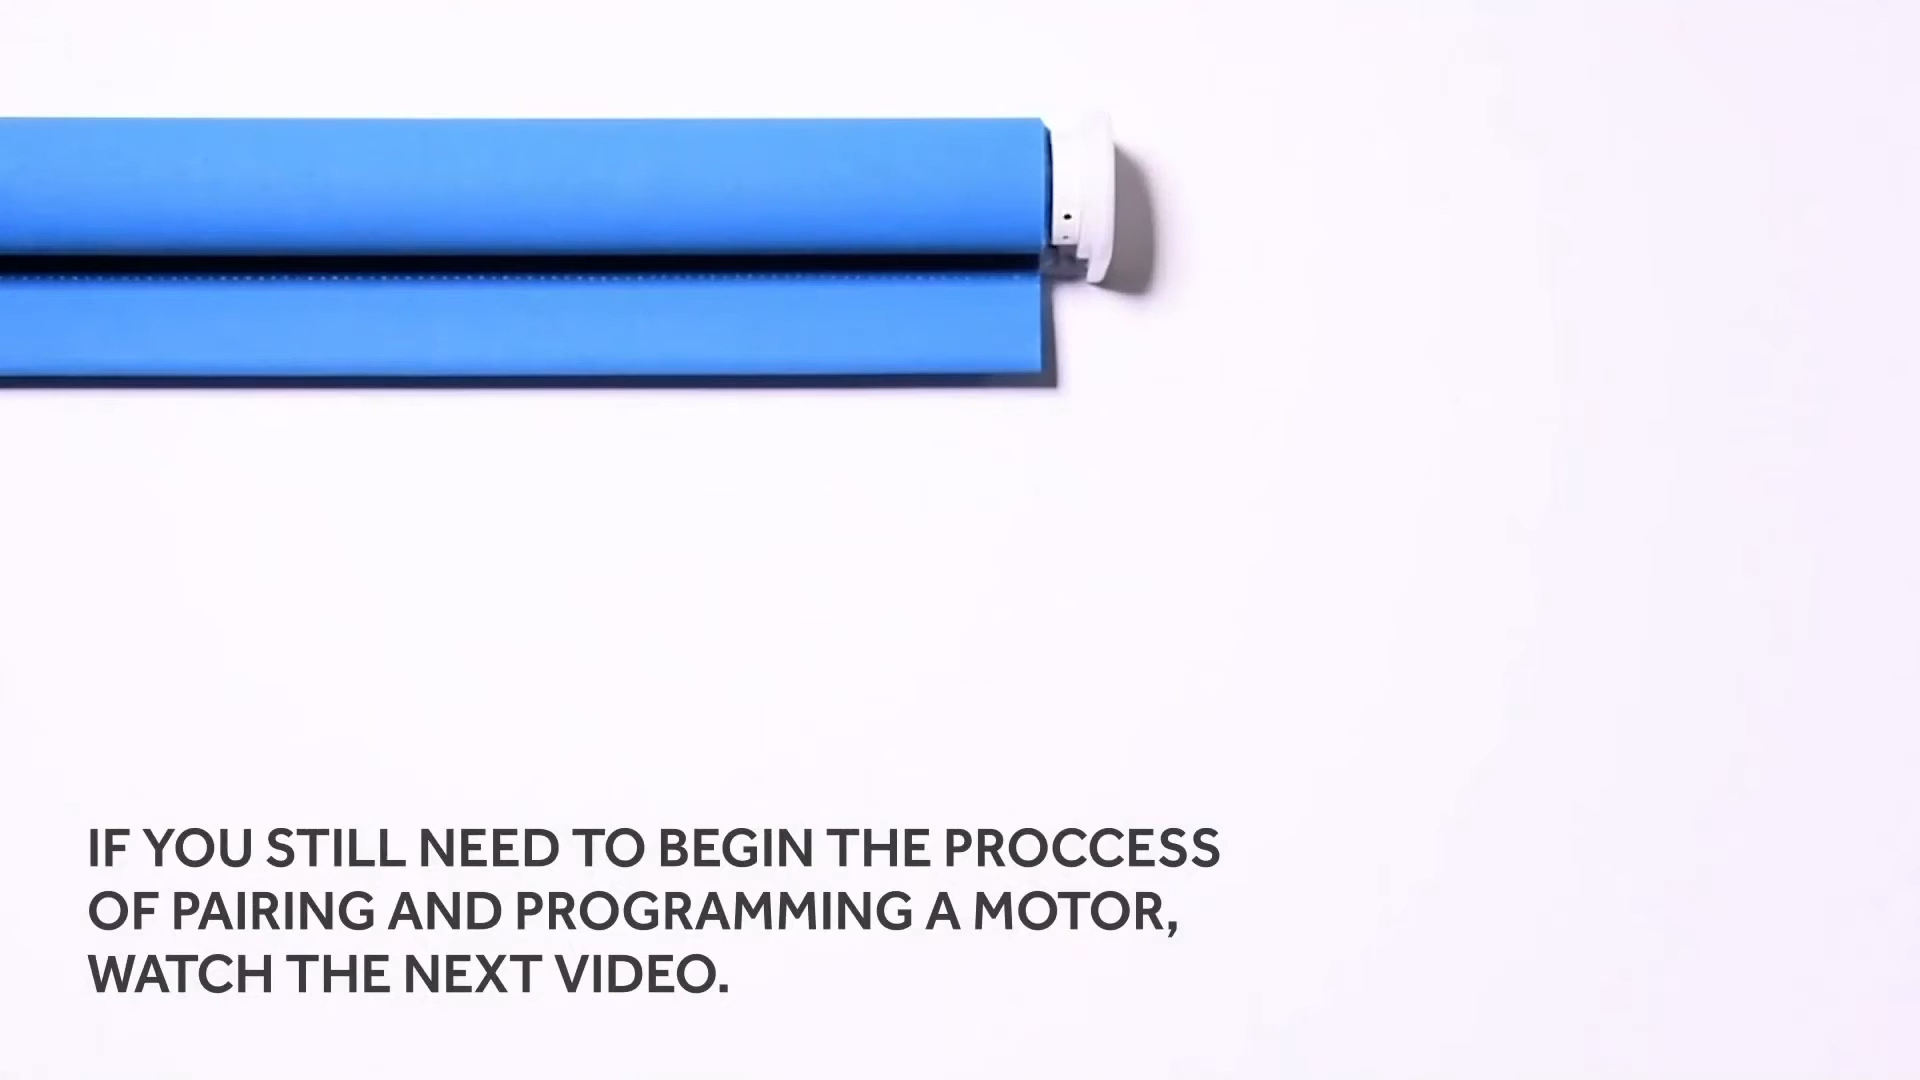 IF YOU STILL NEED TO BEGIN THE PROCCESS
OF PAIRING AND PROGRAMMING A MOTOR,
WATCH THE NEXT VIDEO.